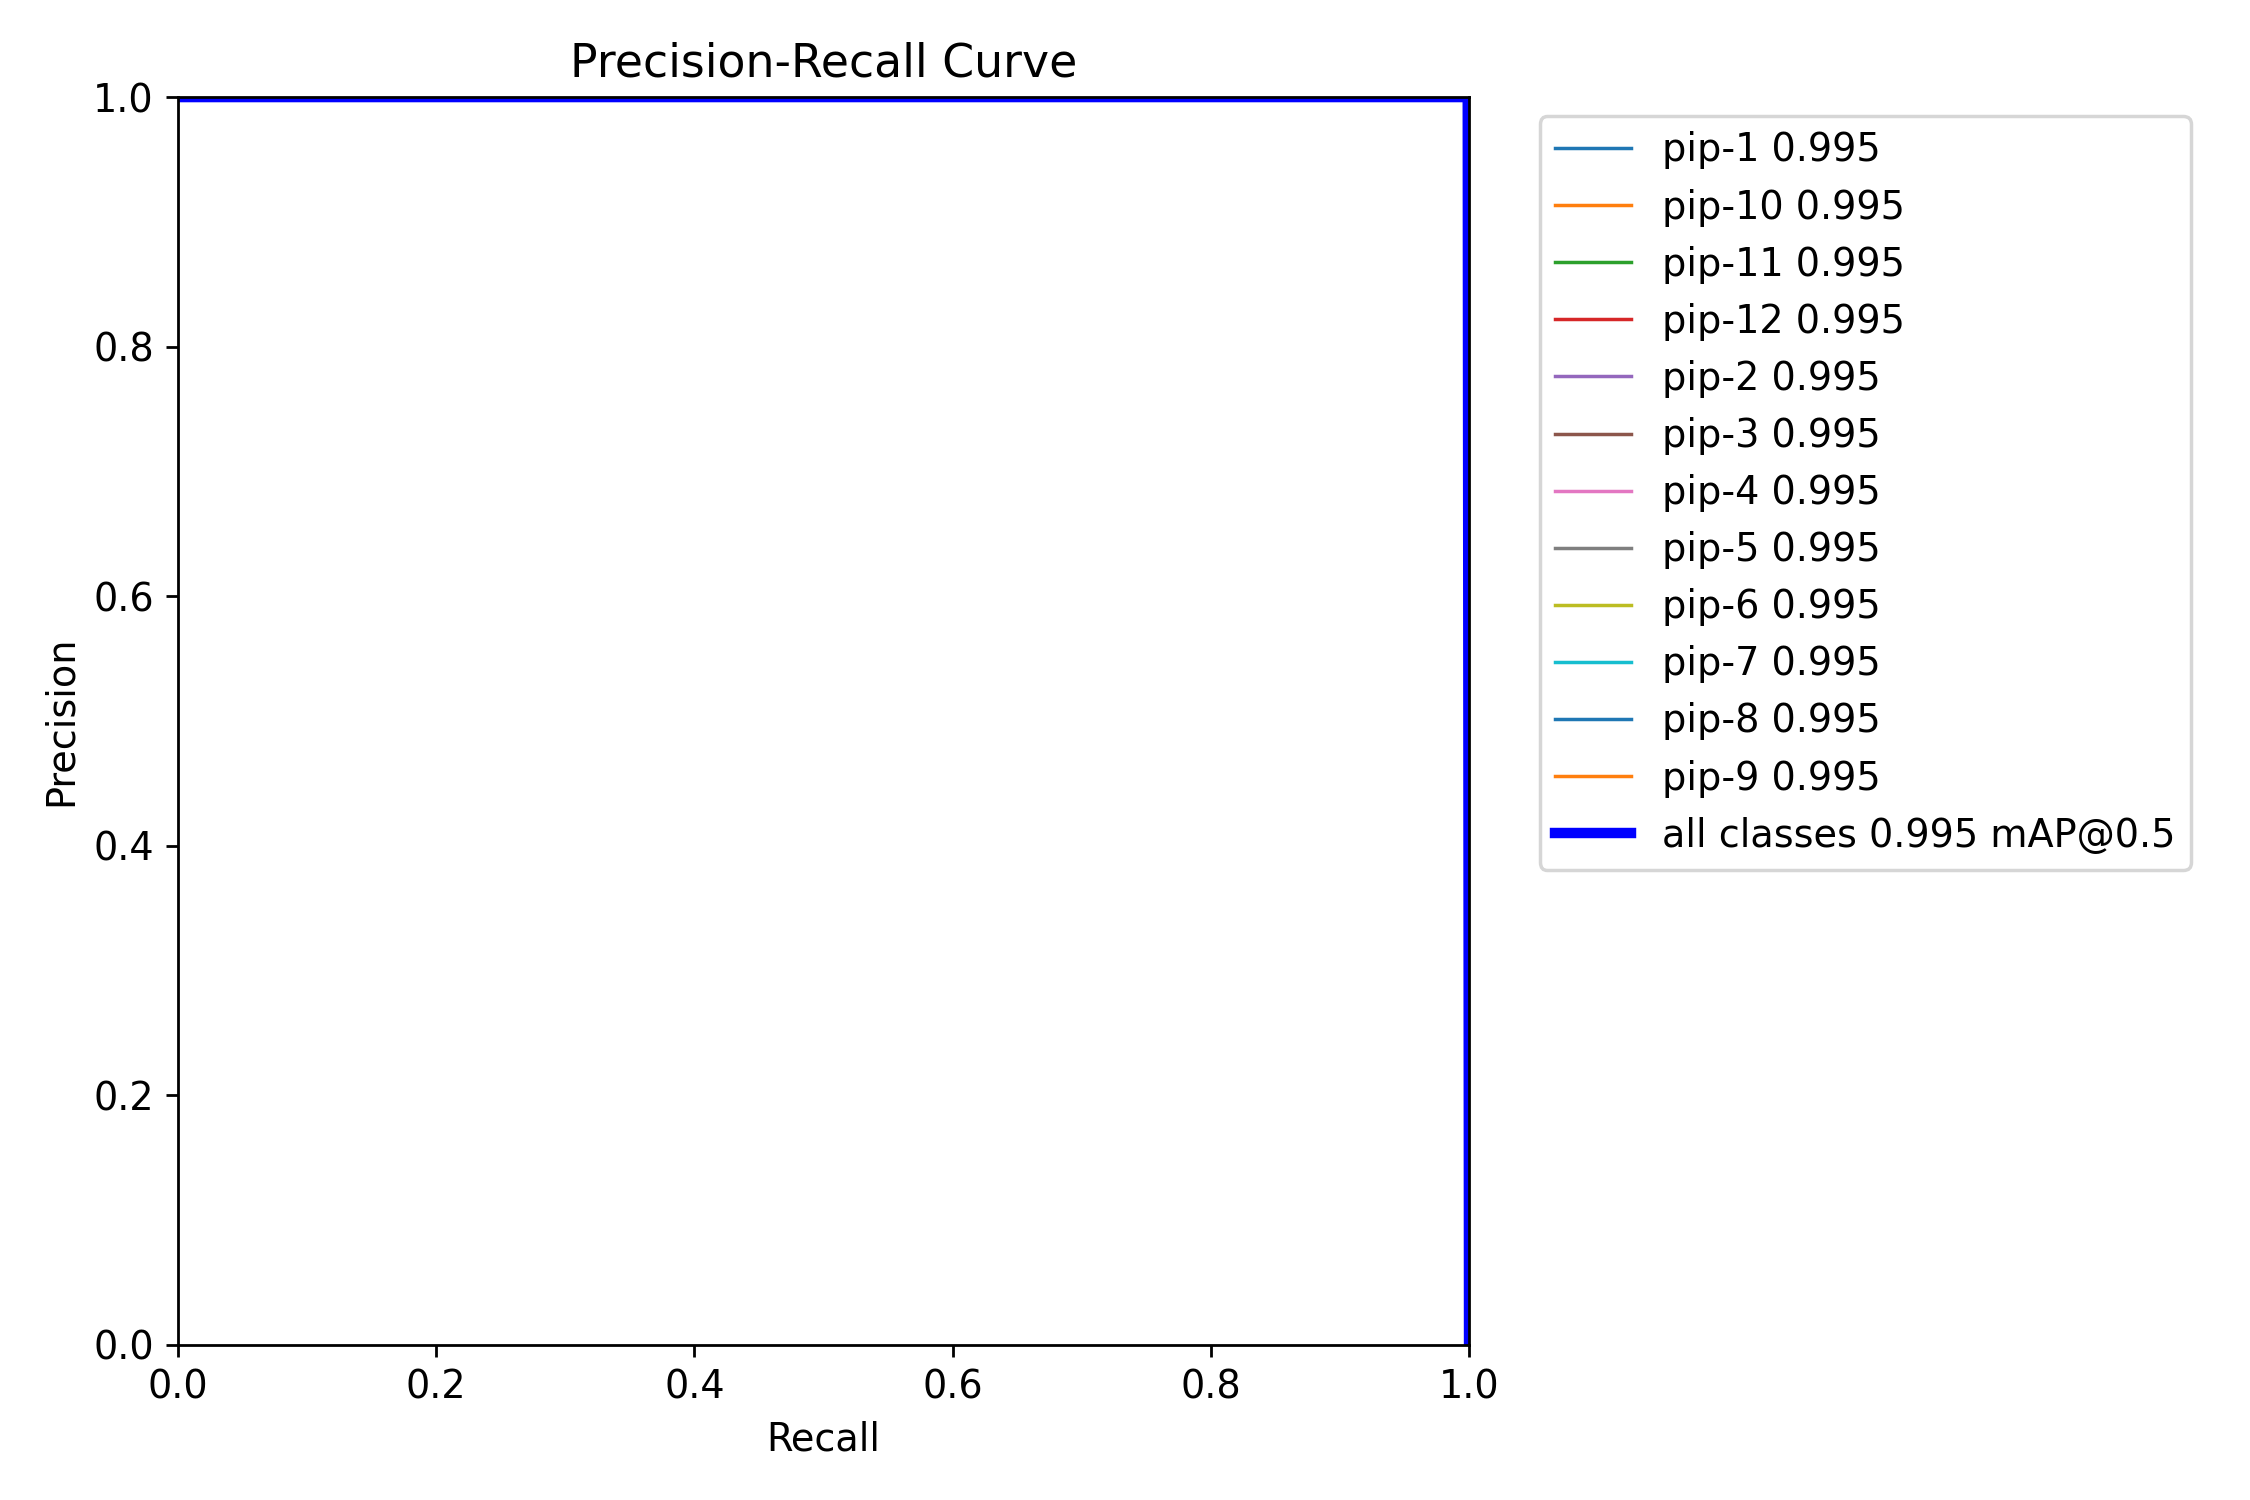 Precision-Recall Curve
1.0
0.8
0.6
0.4
0.2
0.0
Precision
0.0 0.2 0.4 0.6 0.8 1.0
Recall
pip-1 0.995
pip-10 0.995
pip-11 0.995
pip-12 0.995
pip-2 0.995
pip-3 0.995
pip-4 0.995
pip-5 0.995
pip-6 0.995
pip-7 0.995
pip-8 0.995
pip-9 0.995
all classes 0.995 mAP@0.5